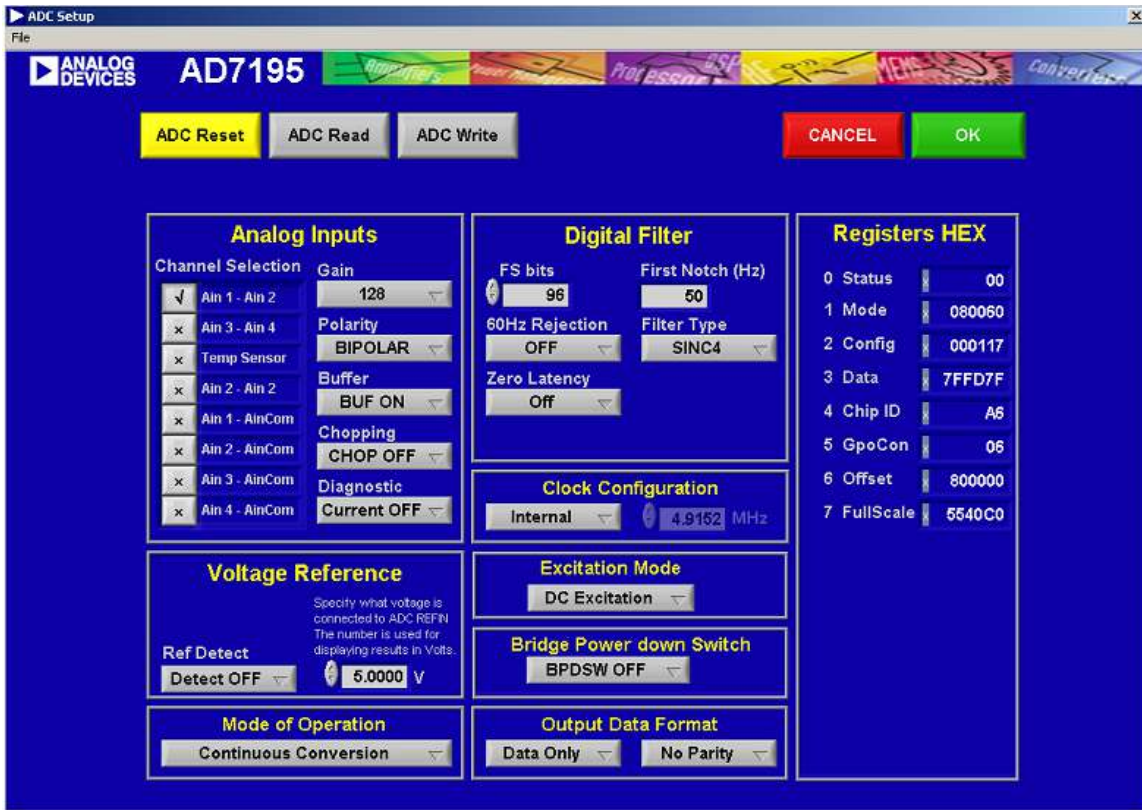 ADC Setup
File
ANALOG DEVICES
AD7195
Amplifiers
Power Management
Processors
DSP
MEMS
Converters
ADC Reset
ADC Read
ADC Write
CANCEL
OK
Analog Inputs
Channel Selection
√ Ain 1 - Ain 2
× Ain 3 - Ain 4
× Temp Sensor
× Ain 2 - Ain 2
× Ain 1 - AinCom
× Ain 2 - AinCom
× Ain 3 - AinCom
× Ain 4 - AinCom
Gain
128
Polarity
BIPOLAR
Buffer
BUF ON
Chopping
CHOP OFF
Diagnostic
Current OFF
Voltage Reference
Ref Detect
Detect OFF
Specify what voltage is
connected to ADC REFIN
The number is used for
displaying results in Volts.
5.0000 V
Mode of Operation
Continuous Conversion
Digital Filter
FS bits
96
First Notch (Hz)
50
60Hz Rejection
OFF
Filter Type
SINC4
Zero Latency
Off
Clock Configuration
Internal
4.9152 MHz
Excitation Mode
DC Excitation
Bridge Power down Switch
BPDSW OFF
Output Data Format
Data Only
No Parity
Registers HEX
0 Status x 00
1 Mode x 080060
2 Config x 000117
3 Data x 7FFD7F
4 Chip ID x A6
5 GpoCon x 06
6 Offset x 800000
7 FullScale x 5540C0